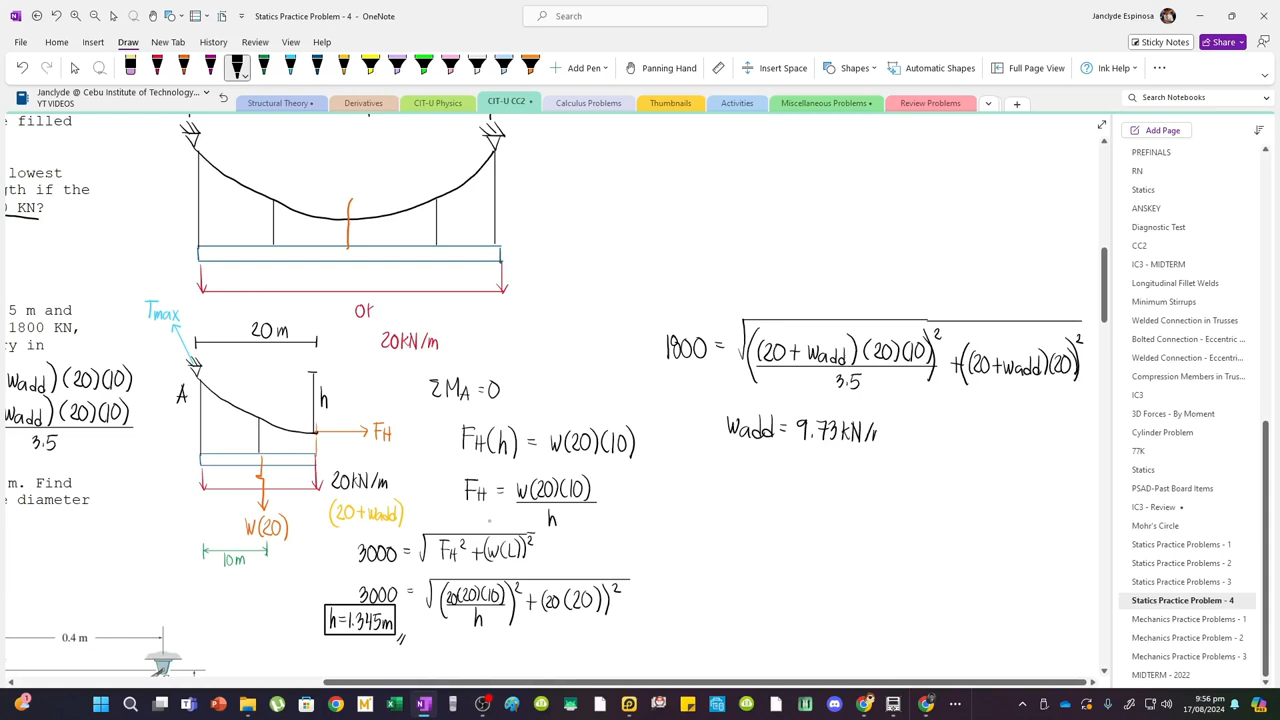 Statics Practice Problem - 4 - OneNote
Search
Janclyde Espinosa
File Home Insert Draw New Tab History Review View Help
Sticky Notes
Share
Add Pen
Panning Hand
Insert Space
Shapes
Automatic Shapes
Full Page View
Ink Help
Janclyde @ Cebu Institute of Technology...
YT VIDEOS
Structural Theory
Derivatives
CIT-U Physics
CIT-U CC2
Calculus Problems
Thumbnails
Activities
Miscellaneous Problems
Review Problems
Search Notebooks
Add Page
PREFINALS
RN
Statics
ANSKEY
Diagnostic Test
CC2
IC3 - MIDTERM
Longitudinal Fillet Welds
Minimum Stirrups
Welded Connection in Trusses
Bolted Connection - Eccentric ...
Welded Connection - Eccentric ...
Compression Members in Trus...
IC3
3D Forces - By Moment
Cylinder Problem
77K
Statics
PSAD-Past Board Items
IC3 - Review
Mohr's Circle
Statics Practice Problems - 1
Statics Practice Problems - 2
Statics Practice Problems - 3
Statics Practice Problem - 4
Mechanics Practice Problems - 1
Mechanics Practice Problem - 2
Mechanics Practice Problem - 3
MIDTERM - 2022
e filled
lowest
gth if the
0 KN?
5 m and
1800 KN,
ry in
Wadd)(20)(10)
Wadd)(20)(10)
3.5
m. Find
e diameter
0.4 m
Tmax
20 m
20kN/m
A
h
FH
20kN/m
(20+wadd)
W(20)
10m
ΣMA = 0
FH(h) = w(20)(10)
FH = w(20)(10)/h
3000 = √(FH² + (w(L))²)
3000 = √((20(20)(10)/h)² + (20(20))²)
h=1.345m
1800 = √(((20+wadd)(20)(10)/3.5)² + ((20+wadd)(20))²)
wadd = 9.73kN/
2
9:56 pm
17/08/2024